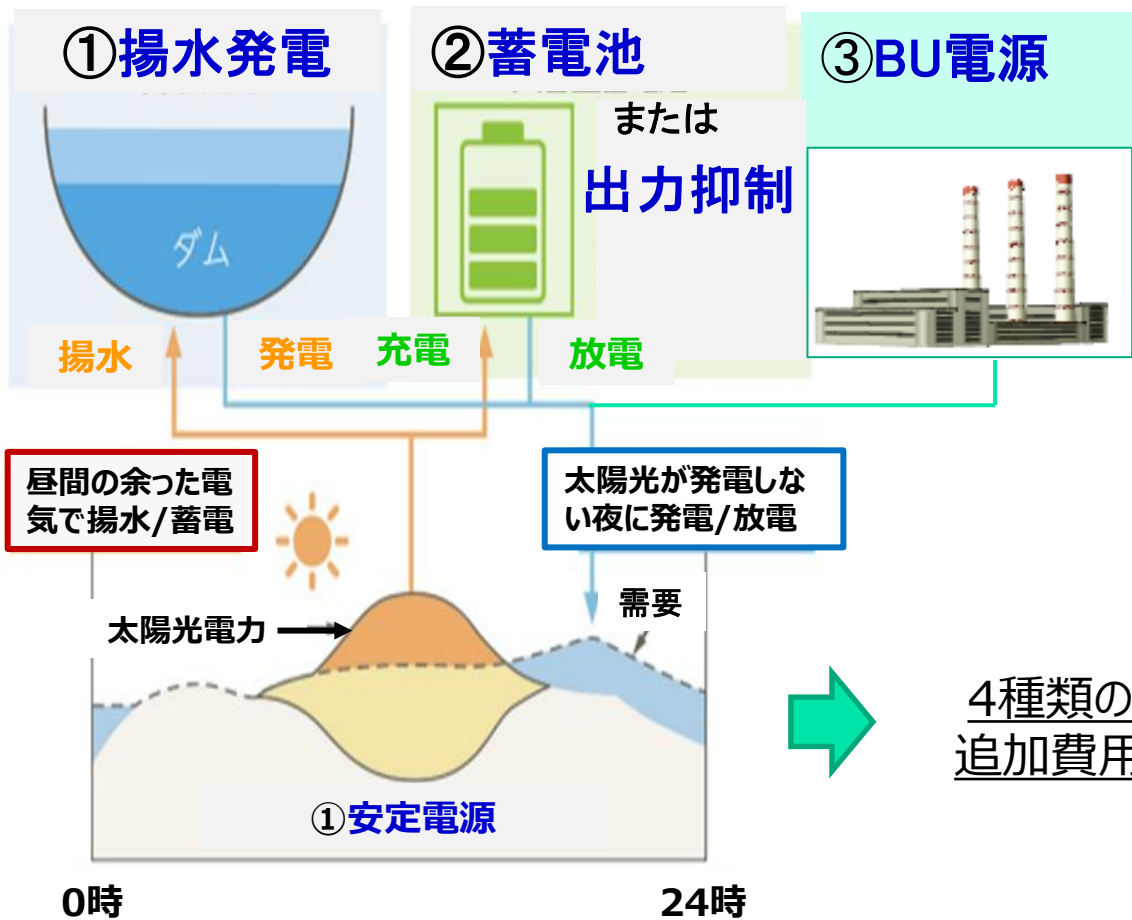 ①揚水発電
②蓄電池
または
出力抑制
③BU電源
ダム
揚水
発電
充電
放電
昼間の余った電
気で揚水/蓄電
太陽光が発電しな
い夜に発電/放電
太陽光電力
需要
①安定電源
0時
24時
4種類の
追加費用